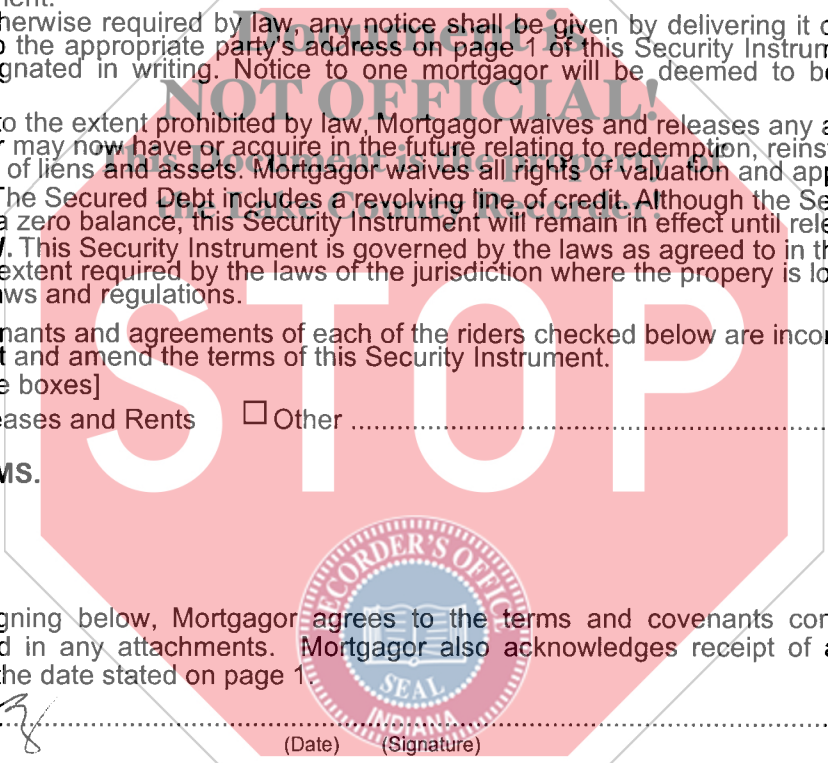 ment.
herwise required by law, any notice shall be given by delivering it o
o the appropriate party's address on page 1 of this Security Instrum
gnated in writing. Notice to one mortgagor will be deemed to be
to the extent prohibited by law, Mortgagor waives and releases any a
r may now have or acquire in the future relating to redemption, reins
of liens and assets. Mortgagor waives all rights of valuation and app
The Secured Debt includes a revolving line of credit. Although the Se
a zero balance, this Security Instrument will remain in effect until rele
. This Security Instrument is governed by the laws as agreed to in th
extent required by the laws of the jurisdiction where the propery is lo
aws and regulations.
nants and agreements of each of the riders checked below are incor
t and amend the terms of this Security Instrument.
e boxes]
eases and Rents ☐ Other ........................................................
MS.
gning below, Mortgagor agrees to the terms and covenants con
d in any attachments. Mortgagor also acknowledges receipt of a
the date stated on page 1.
(Date) (Signature)
Document is
NOT OFFICIAL!
This Document is the property of
the Lake County Recorder!
STOP
RECORDER'S OFFICE
SEAL
INDIANA